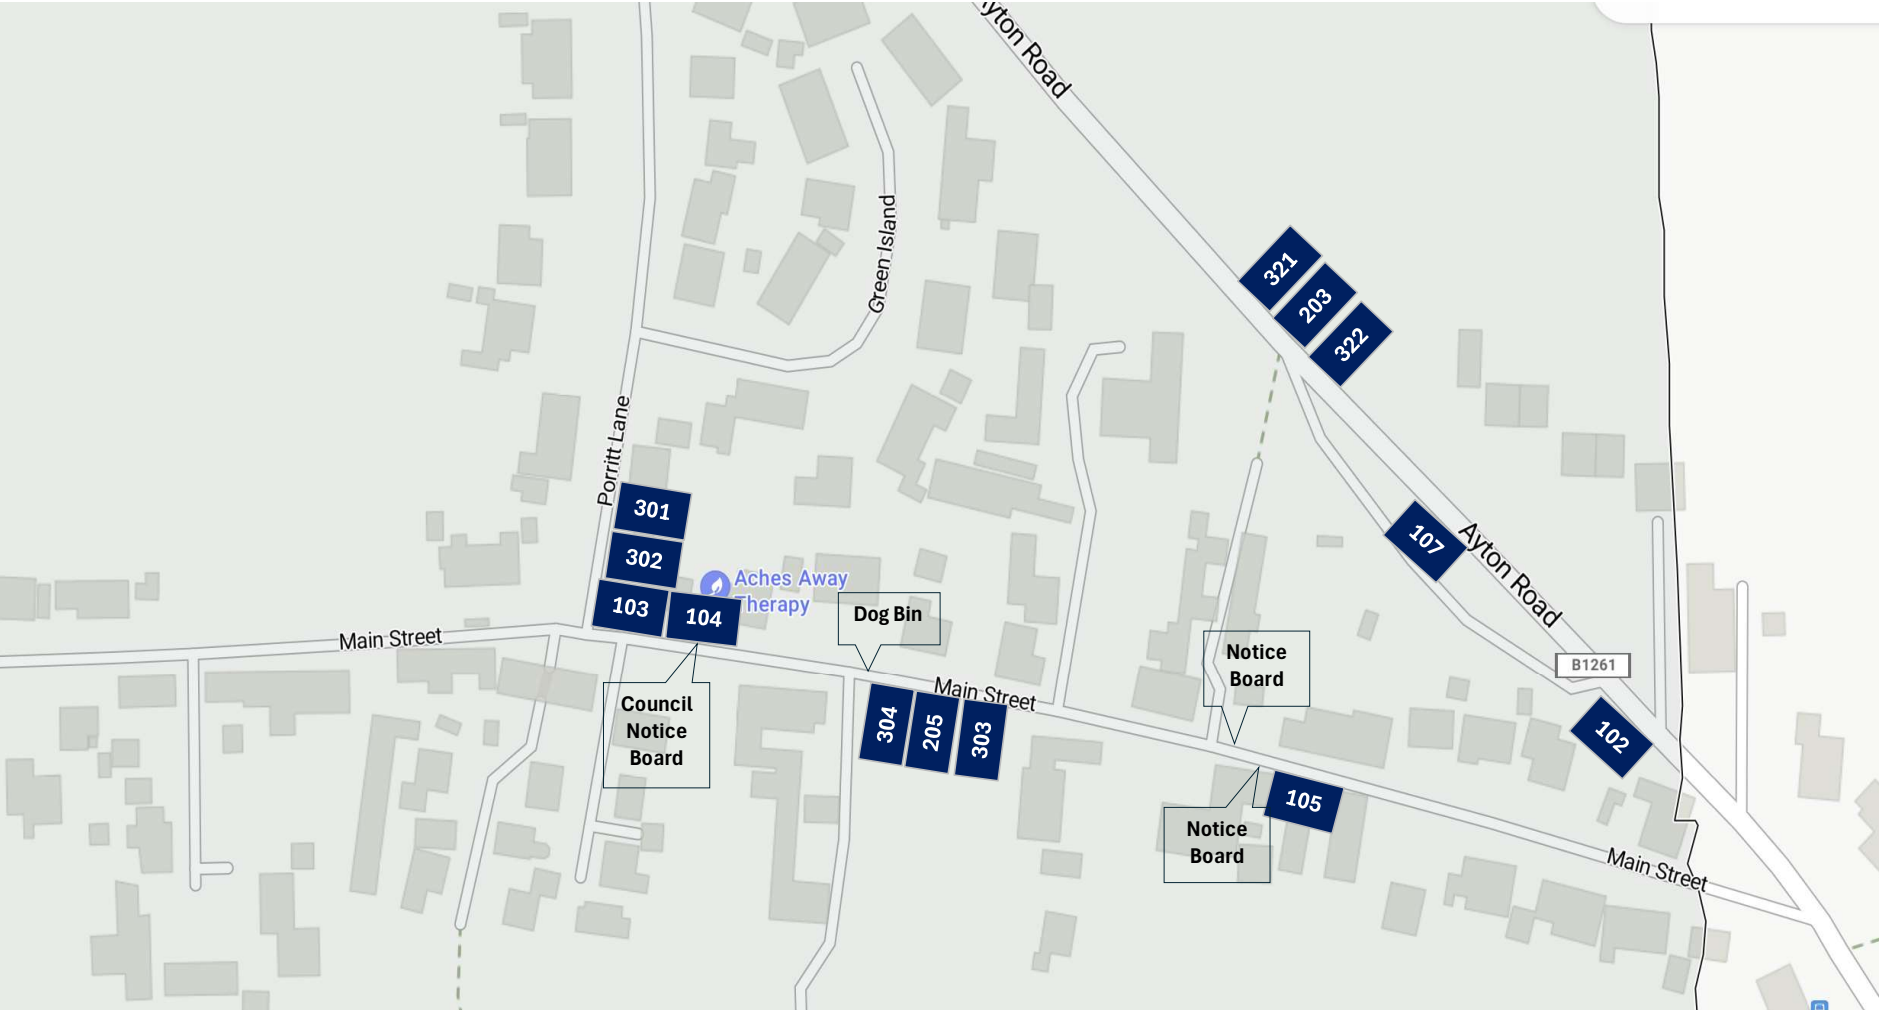 Ayton Road
Green Island
Porritt Lane
321
203
322
107
Ayton Road
B1261
102
301
302
103
104
Aches Away
Therapy
Dog Bin
Main Street
Council
Notice
Board
Main Street
304
205
303
Notice
Board
Notice
Board
105
Main Street